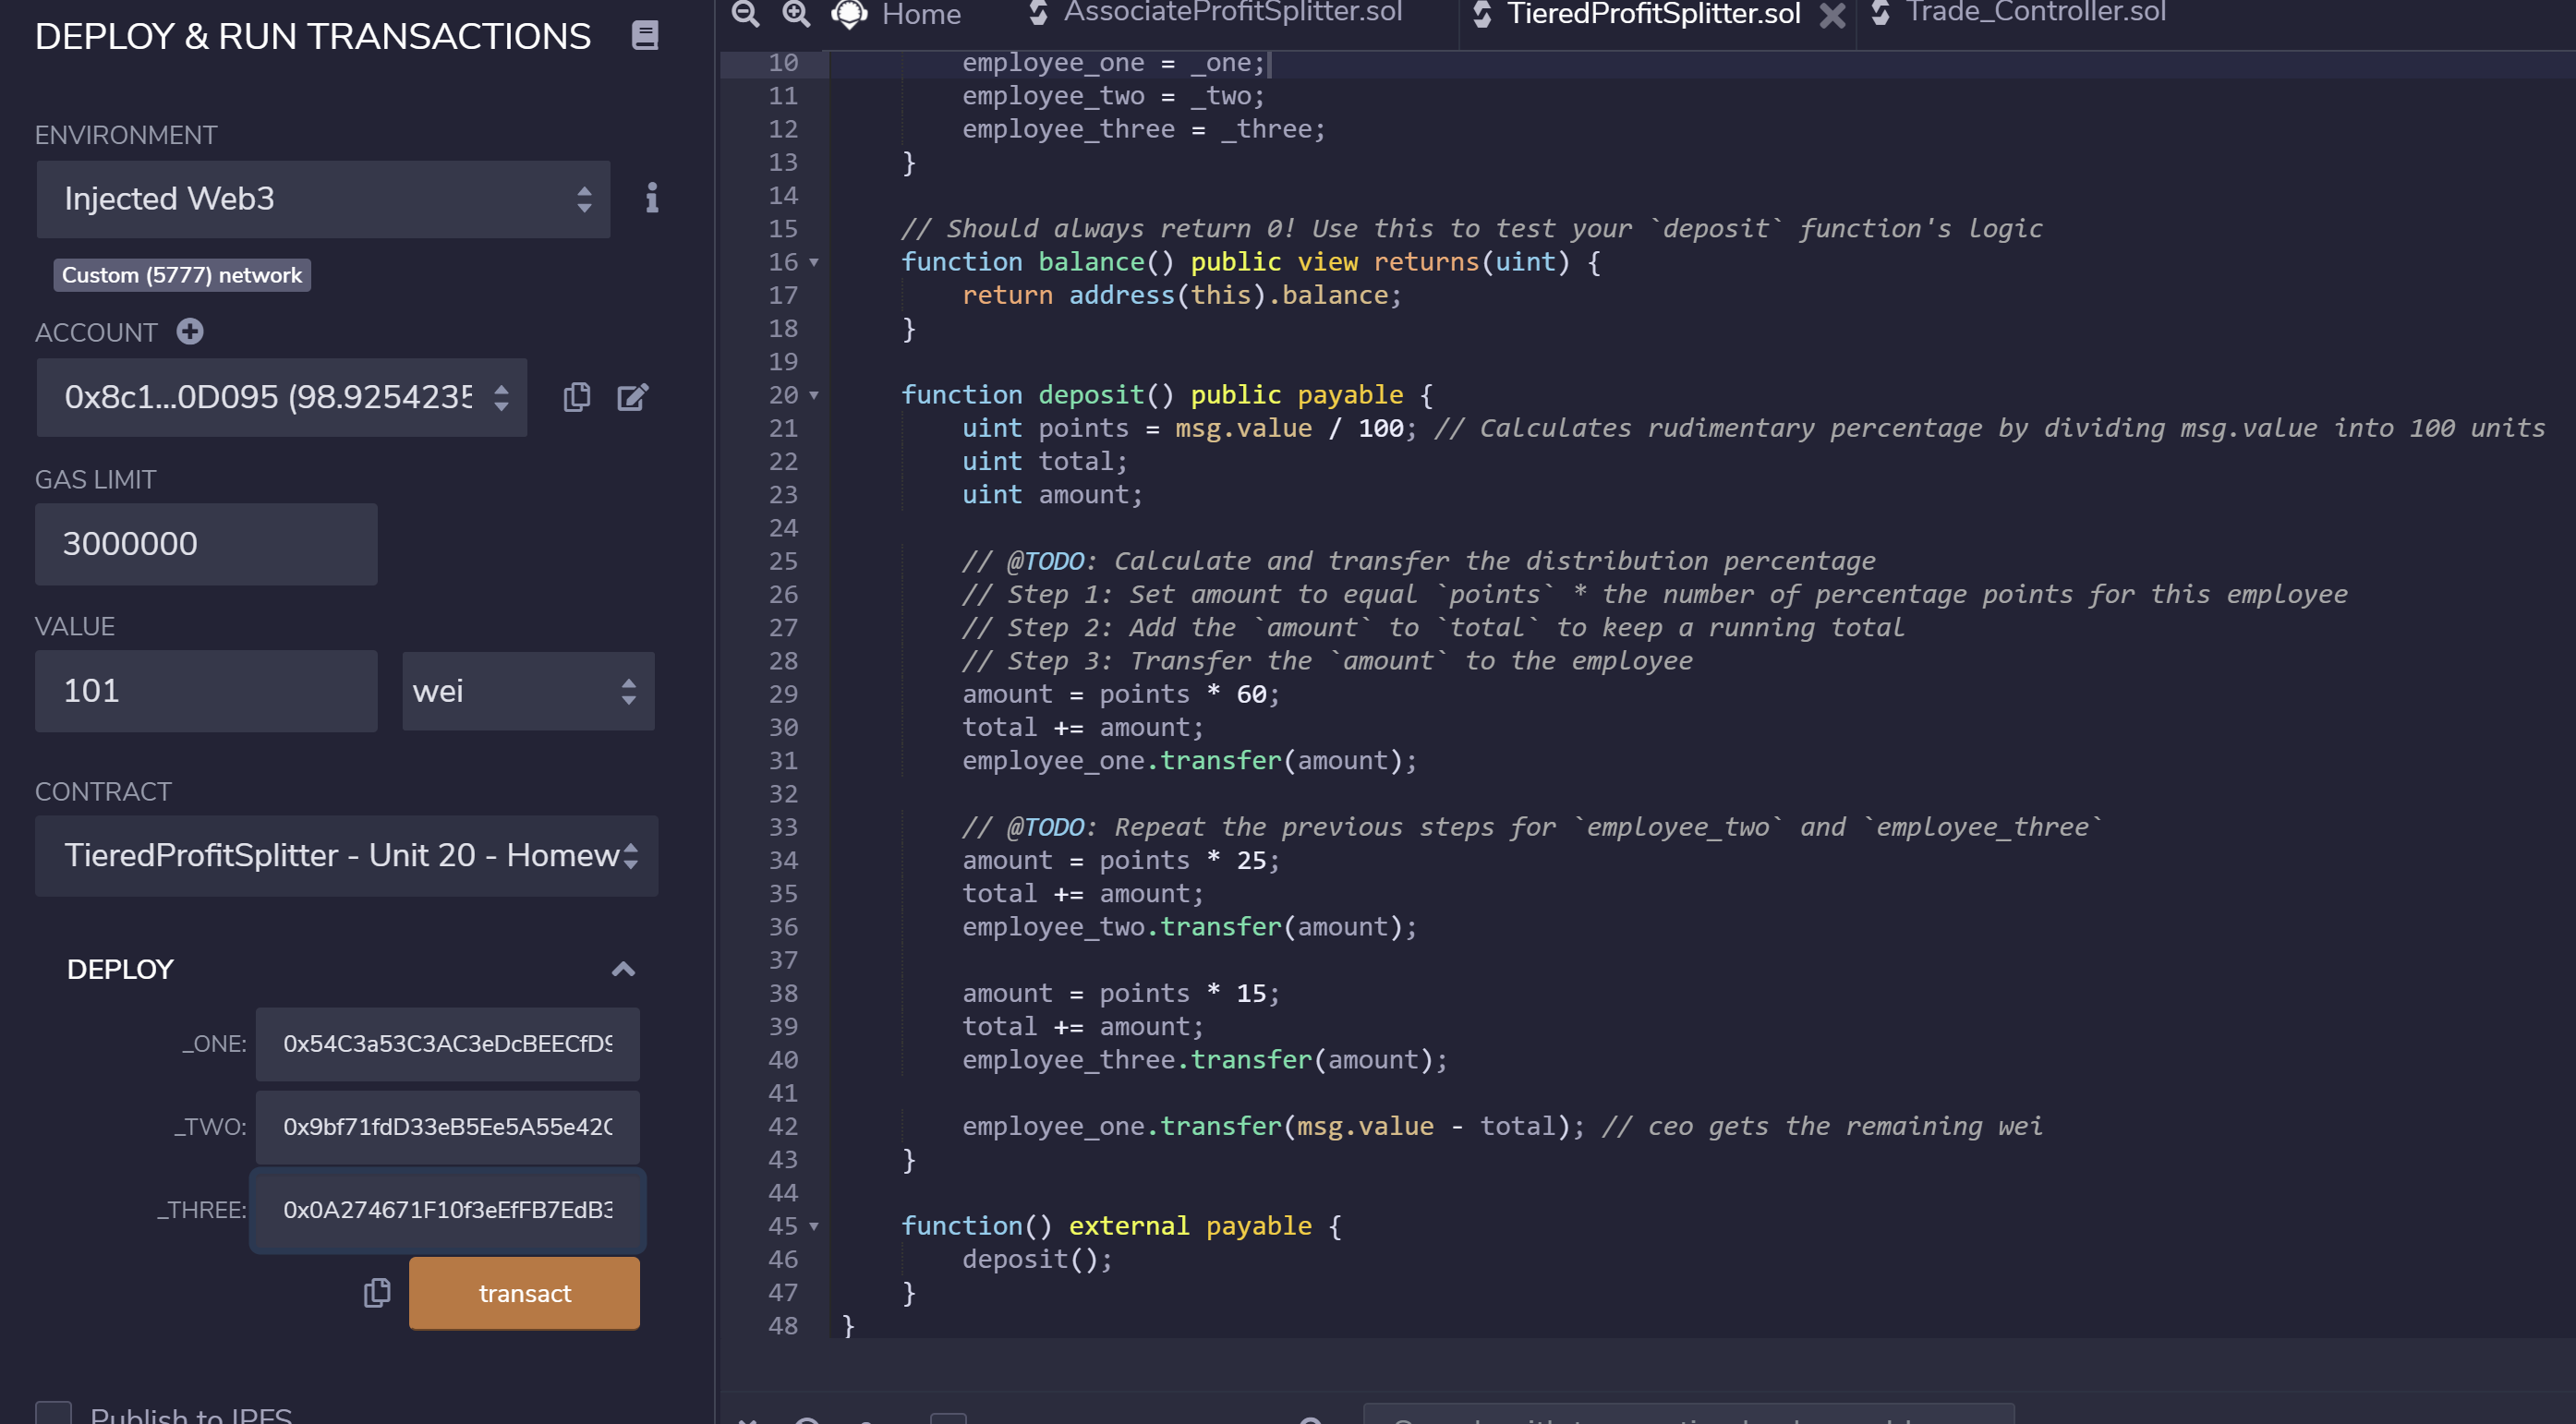 DEPLOY & RUN TRANSACTIONS
ENVIRONMENT
Injected Web3
Custom (5777) network
ACCOUNT
0x8c1...0D095 (98.9254235
GAS LIMIT
3000000
VALUE
101
wei
CONTRACT
TieredProfitSplitter - Unit 20 - Homew
DEPLOY
_ONE: 0x54C3a53C3AC3eDcBEECfD9
_TWO: 0x9bf71fdD33eB5Ee5A55e42C
_THREE: 0x0A274671F10f3eEfFB7EdB3
transact
Publish to IPFS
Home
AssociateProfitSplitter.sol
TieredProfitSplitter.sol
Trade_Controller.sol
10 employee_one = _one;
11 employee_two = _two;
12 employee_three = _three;
13 }
14
15 // Should always return 0! Use this to test your `deposit` function's logic
16 function balance() public view returns(uint) {
17 return address(this).balance;
18 }
19
20 function deposit() public payable {
21 uint points = msg.value / 100; // Calculates rudimentary percentage by dividing msg.value into 100 units
22 uint total;
23 uint amount;
24
25 // @TODO: Calculate and transfer the distribution percentage
26 // Step 1: Set amount to equal `points` * the number of percentage points for this employee
27 // Step 2: Add the `amount` to `total` to keep a running total
28 // Step 3: Transfer the `amount` to the employee
29 amount = points * 60;
30 total += amount;
31 employee_one.transfer(amount);
32
33 // @TODO: Repeat the previous steps for `employee_two` and `employee_three`
34 amount = points * 25;
35 total += amount;
36 employee_two.transfer(amount);
37
38 amount = points * 15;
39 total += amount;
40 employee_three.transfer(amount);
41
42 employee_one.transfer(msg.value - total); // ceo gets the remaining wei
43 }
44
45 function() external payable {
46 deposit();
47 }
48 }